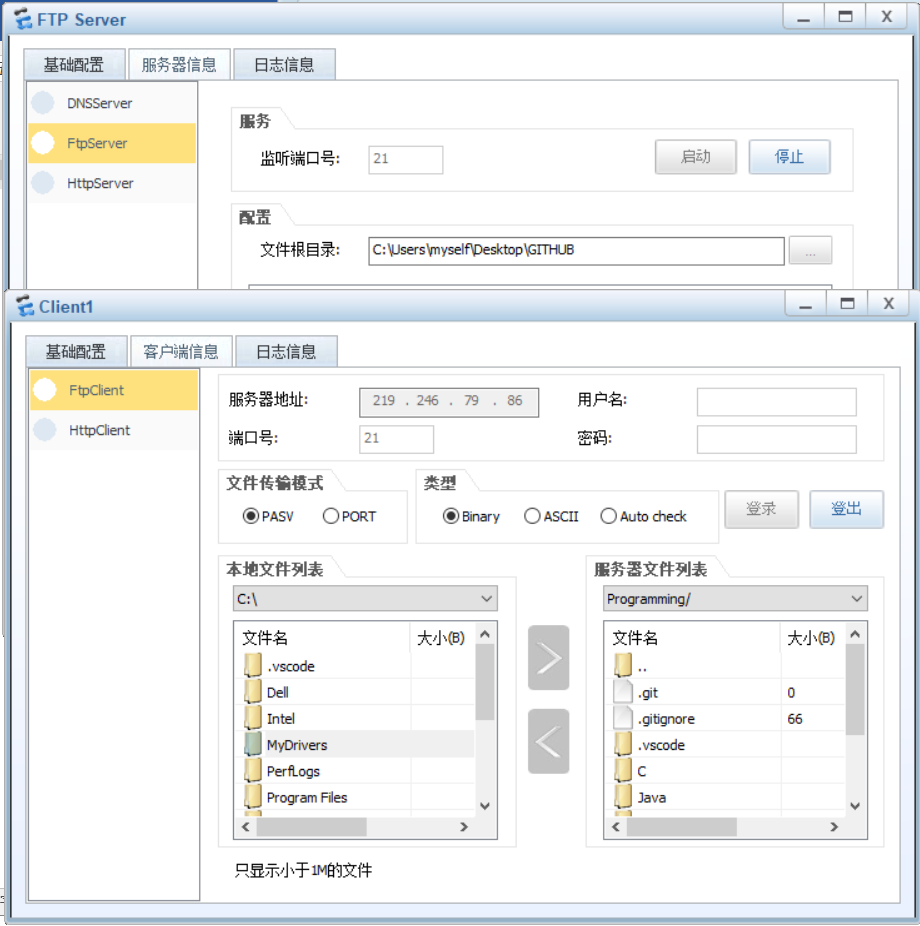 FTP Server
基础配置 服务器信息 日志信息
DNSServer
FtpServer
HttpServer
服务
监听端口号: 21 启动 停止
配置
文件根目录: C:\Users\myself\Desktop\GITHUB ...
Client1
基础配置 客户端信息 日志信息
FtpClient
HttpClient
服务器地址: 219 . 246 . 79 . 86 用户名:
端口号: 21 密码:
文件传输模式 类型
PASV PORT Binary ASCII Auto check 登录 登出
本地文件列表 服务器文件列表
C:\ Programming/
文件名 大小(B) 文件名 大小(B)
.vscode ..
Dell .git 0
Intel .gitignore 66
MyDrivers .vscode
PerfLogs C
Program Files Java
只显示小于1M的文件